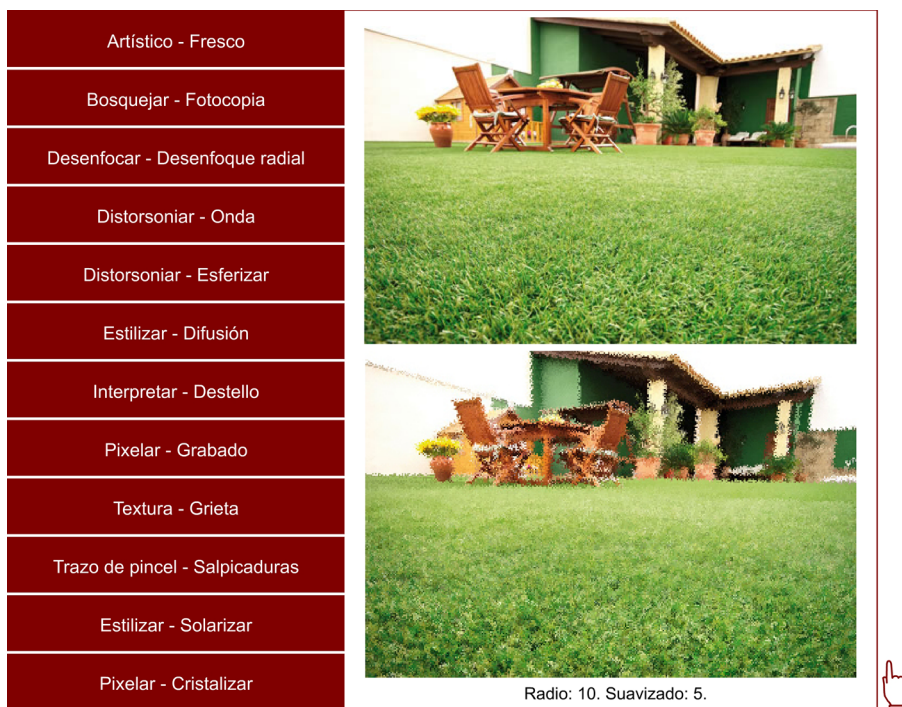 Artístico - Fresco
Bosquejar - Fotocopia
Desenfocar - Desenfoque radial
Distorsoniar - Onda
Distorsoniar - Esferizar
Estilizar - Difusión
Interpretar - Destello
Pixelar - Grabado
Textura - Grieta
Trazo de pincel - Salpicaduras
Estilizar - Solarizar
Pixelar - Cristalizar
Radio: 10. Suavizado: 5.